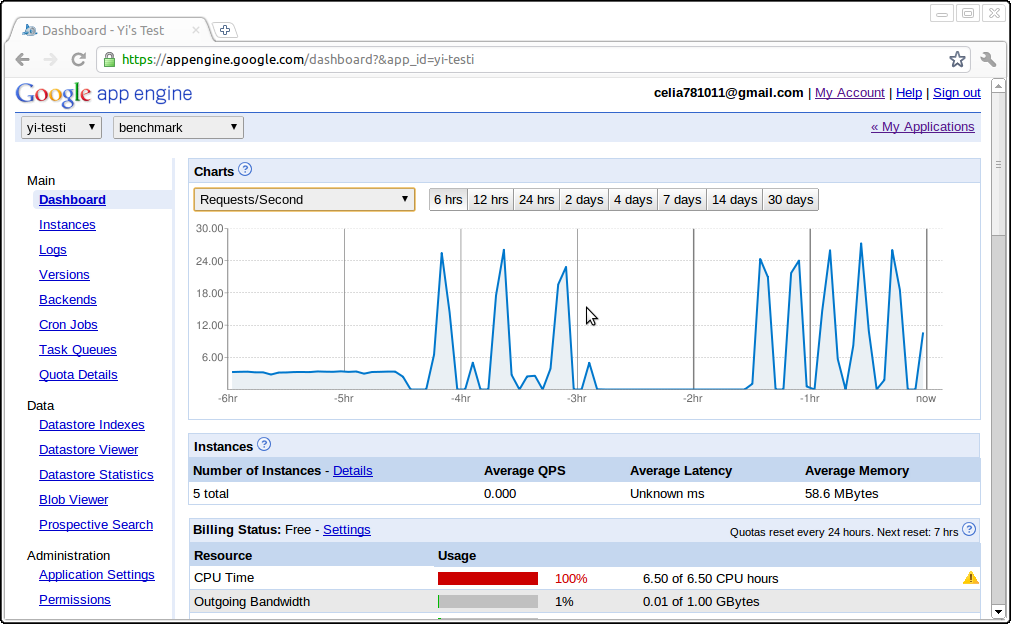 Dashboard - Yi's Test
https://appengine.google.com/dashboard?&app_id=yi-testi
Google app engine
celia781011@gmail.com | My Account | Help | Sign out
yi-testi benchmark « My Applications
Main
Dashboard
Instances
Logs
Versions
Backends
Cron Jobs
Task Queues
Quota Details
Data
Datastore Indexes
Datastore Viewer
Datastore Statistics
Blob Viewer
Prospective Search
Administration
Application Settings
Permissions
Charts ?
Requests/Second 6 hrs 12 hrs 24 hrs 2 days 4 days 7 days 14 days 30 days
30.00
24.00
18.00
12.00
6.00
-6hr -5hr -4hr -3hr -2hr -1hr now
Instances ?
Number of Instances - Details Average QPS Average Latency Average Memory
5 total 0.000 Unknown ms 58.6 MBytes
Billing Status: Free - Settings Quotas reset every 24 hours. Next reset: 7 hrs ?
Resource Usage
CPU Time 100% 6.50 of 6.50 CPU hours
Outgoing Bandwidth 1% 0.01 of 1.00 GBytes